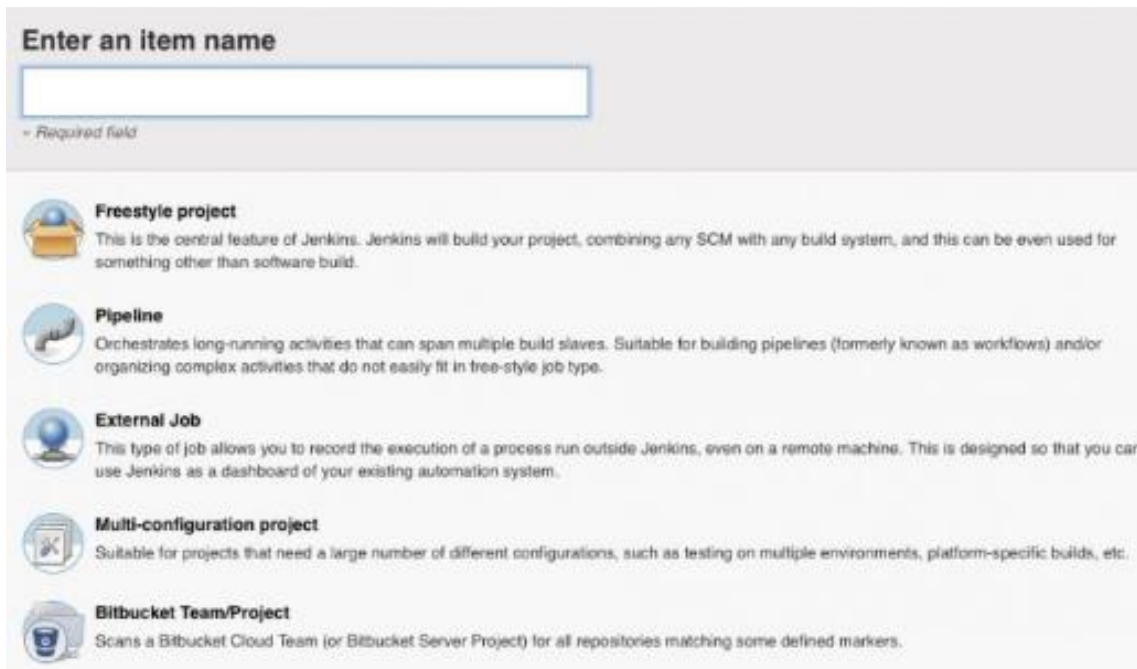 Enter an item name
» Required field
Freestyle project
This is the central feature of Jenkins. Jenkins will build your project, combining any SCM with any build system, and this can be even used for
something other than software build.
Pipeline
Orchestrates long-running activities that can span multiple build slaves. Suitable for building pipelines (formerly known as workflows) and/or
organizing complex activities that do not easily fit in free-style job type.
External Job
This type of job allows you to record the execution of a process run outside Jenkins, even on a remote machine. This is designed so that you can
use Jenkins as a dashboard of your existing automation system.
Multi-configuration project
Suitable for projects that need a large number of different configurations, such as testing on multiple environments, platform-specific builds, etc.
Bitbucket Team/Project
Scans a Bitbucket Cloud Team (or Bitbucket Server Project) for all repositories matching some defined markers.